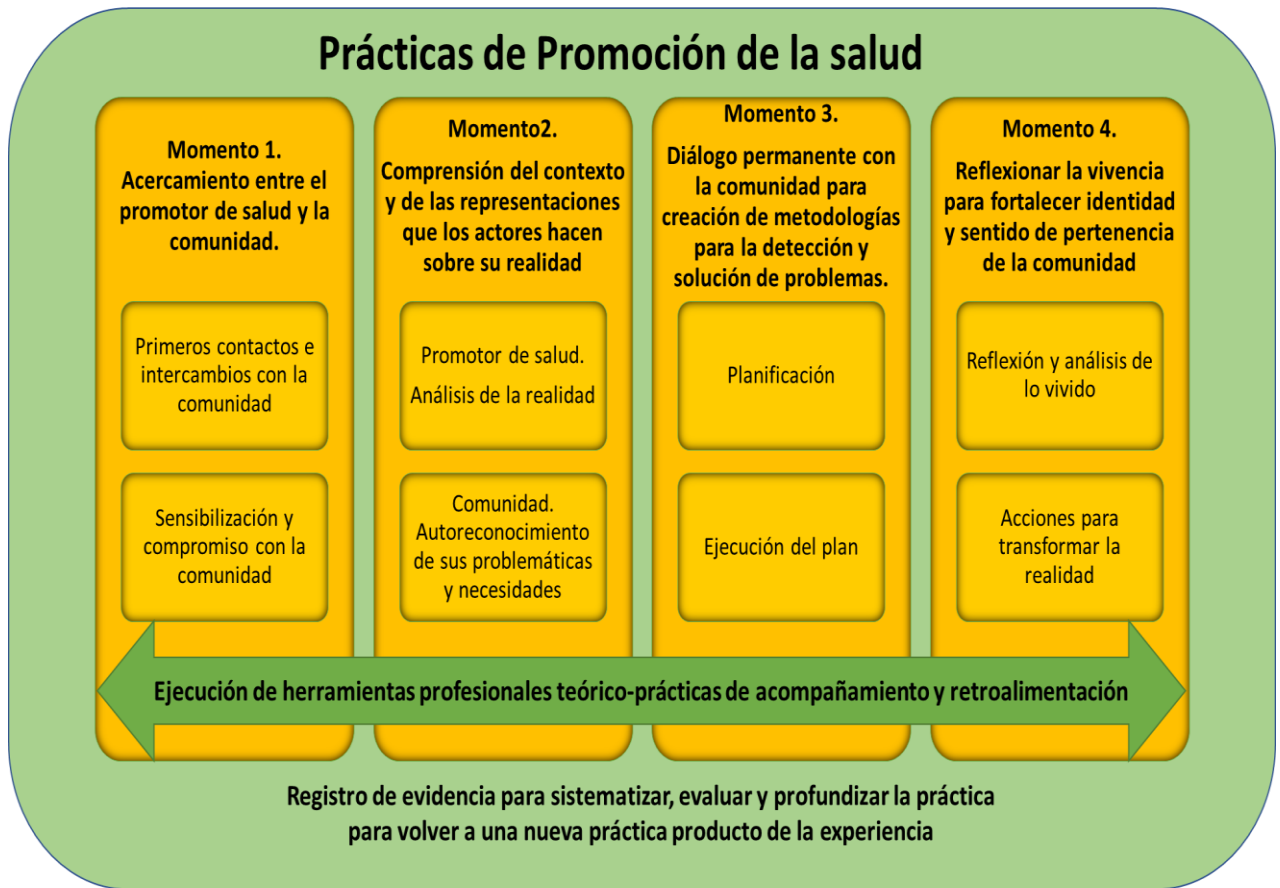 Prácticas de Promoción de la salud
Momento 1.
Acercamiento entre el
promotor de salud y la
comunidad.
Primeros contactos e
intercambios con la
comunidad
Sensibilización y
compromiso con la
comunidad
Momento2.
Comprensión del contexto
y de las representaciones
que los actores hacen
sobre su realidad
Promotor de salud.
Análisis de la realidad
Comunidad.
Autoreconocimiento
de sus problemáticas
y necesidades
Momento 3.
Diálogo permanente con
la comunidad para
creación de metodologías
para la detección y
solución de problemas.
Planificación
Ejecución del plan
Momento 4.
Reflexionar la vivencia
para fortalecer identidad
y sentido de pertenencia
de la comunidad
Reflexión y análisis de
lo vivido
Acciones para
transformar la
realidad
Ejecución de herramientas profesionales teórico-prácticas de acompañamiento y retroalimentación
Registro de evidencia para sistematizar, evaluar y profundizar la práctica
para volver a una nueva práctica producto de la experiencia